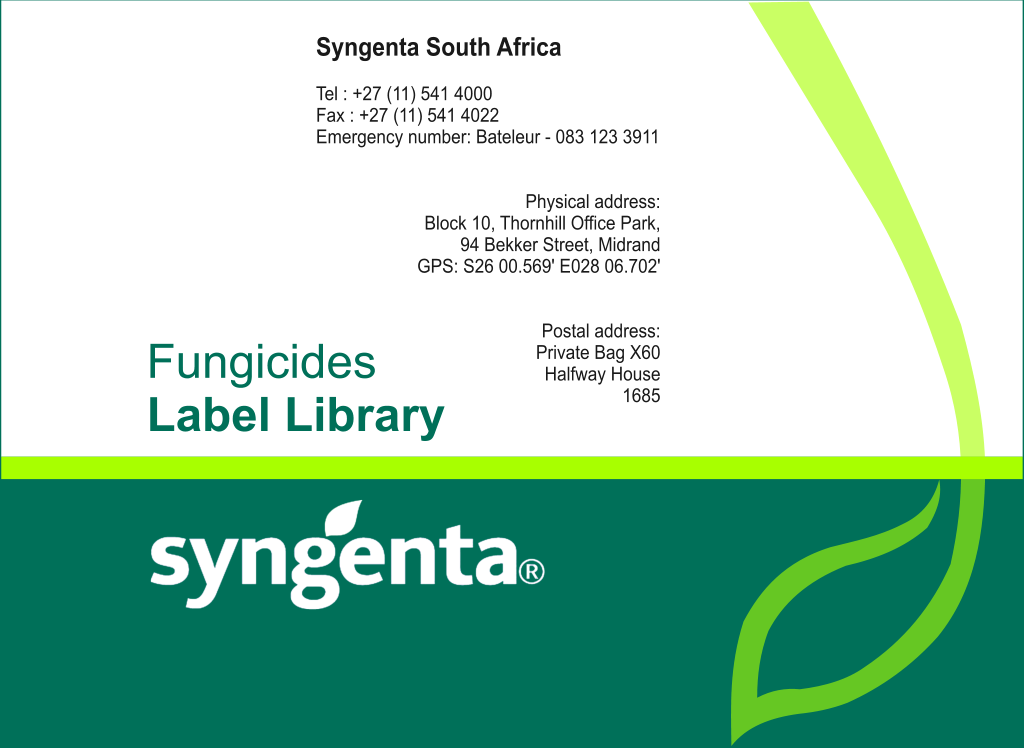 Syngenta South Africa
Tel : +27 (11) 541 4000
Fax : +27 (11) 541 4022
Emergency number: Bateleur - 083 123 3911
Physical address:
Block 10, Thornhill Office Park,
94 Bekker Street, Midrand
GPS: S26 00.569' E028 06.702'
Postal address:
Private Bag X60
Halfway House
1685
Fungicides
Label Library
syngenta®